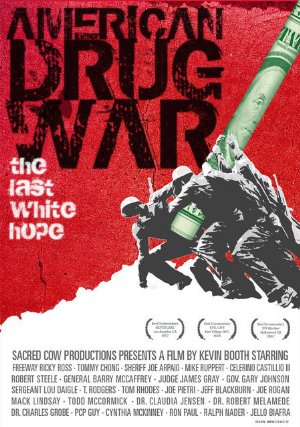 AMERICAN
DRUG
WAR
the
last
white
hope
SACRED COW PRODUCTIONS PRESENTS A FILM BY KEVIN BOOTH STARRING
FREEWAY RICKY ROSS · TOMMY CHONG · SHERIFF JOE ARPAIO · MIKE RUPPERT · CELERINO CASTILLO III
ROBERT STEELE · GENERAL BARRY MCCAFFREY · JUDGE JAMES GRAY · GOV. GARY JOHNSON
SERGEANT LOU DAIGLE · T. RODGERS · TOM RHODES · JOE PIETRI · JEFF BLACKBURN · JOE ROGAN
MACK LINDSAY · TODD MCCORMICK · DR. CLAUDIA JENSEN · DR. ROBERT MELAMEDE
DR. CHARLES GROBE · PCP GUY · CYNTHIA MCKINNEY · RON PAUL · RALPH NADER · JELLO BIAFRA